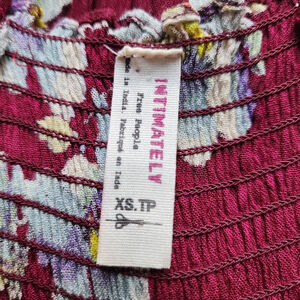 INTIMATELY
Free People
Made in India/ Fabriqué en Inde
XS.TP